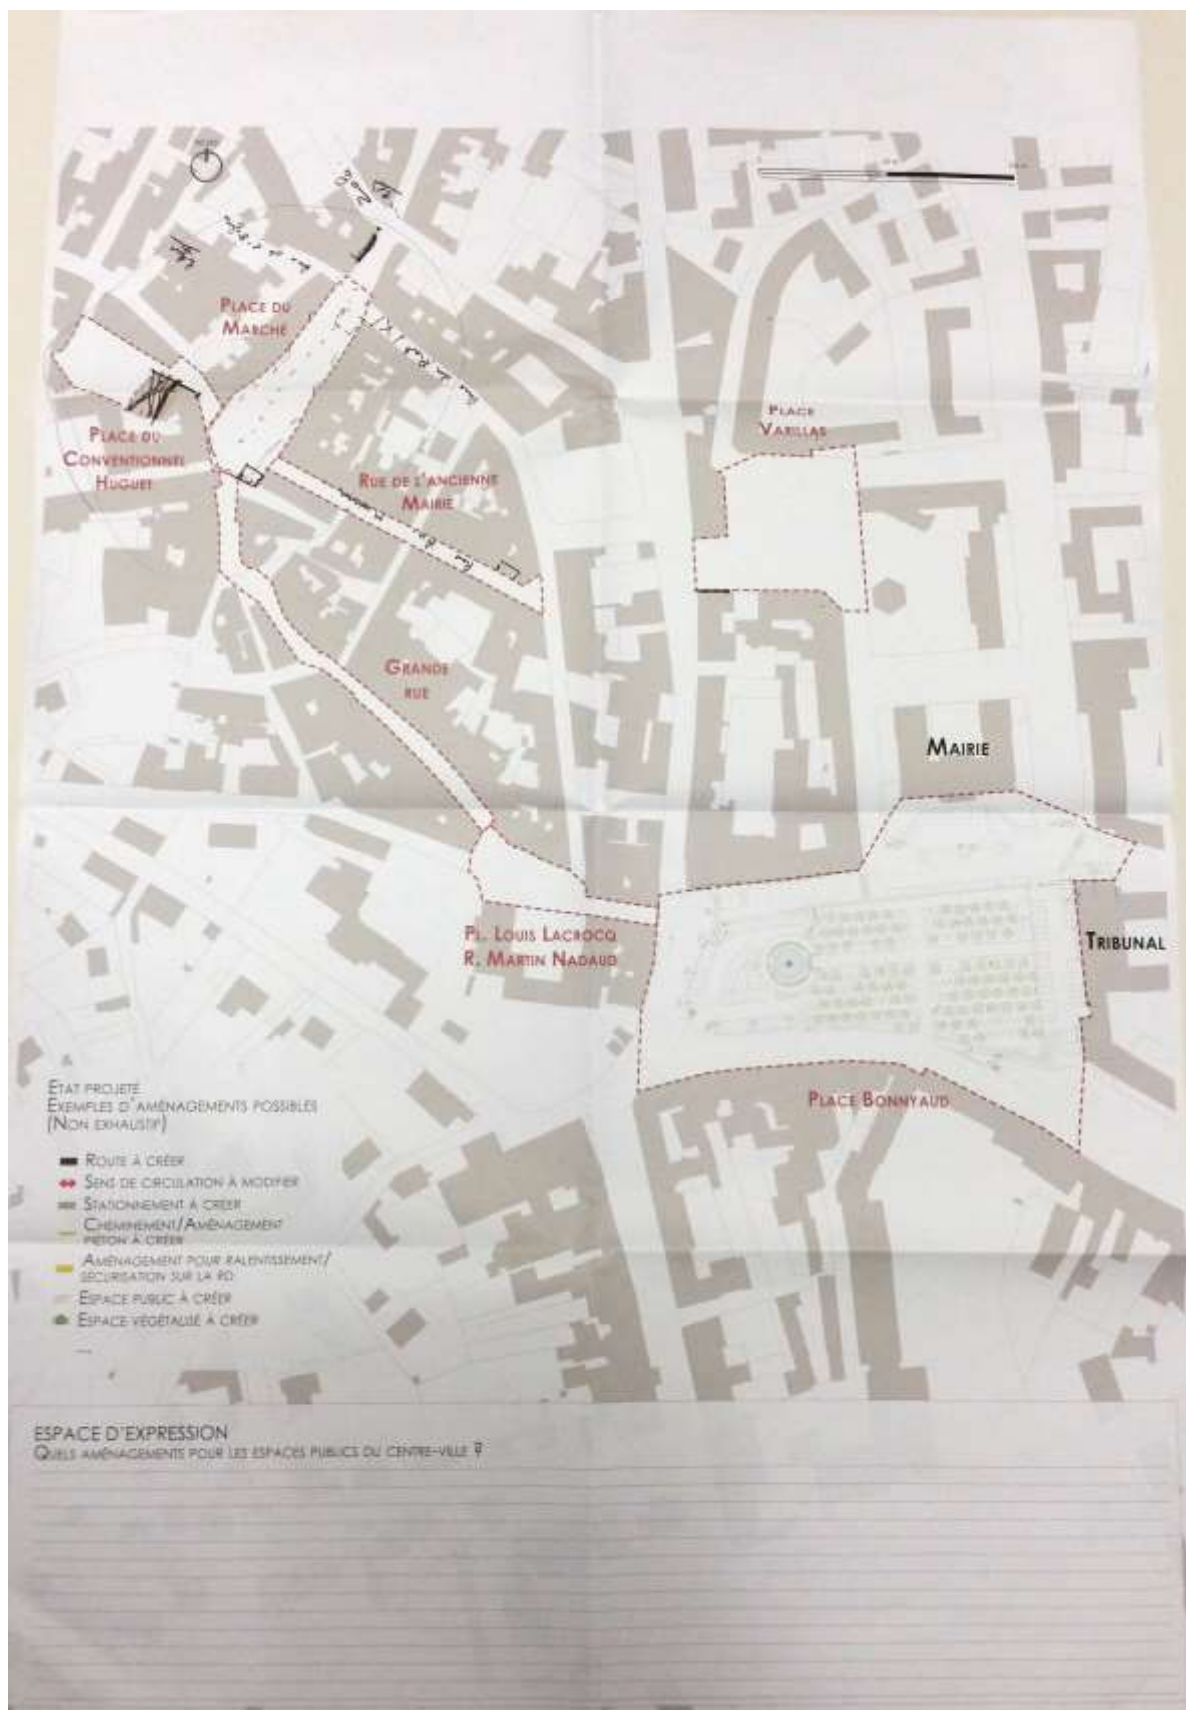 NORD
PLACE DU
MARCHÉ
PLACE DU
CONVENTIONNEL
HUGUET
RUE DE L'ANCIENNE
MAIRIE
PLACE
VARILLAS
GRANDE
RUE
MAIRIE
PL. LOUIS LACROCQ
R. MARTIN NADAUD
TRIBUNAL
PLACE BONNYAUD
ETAT PROJETÉ
EXEMPLES D'AMÉNAGEMENTS POSSIBLES
(NON EXHAUSTIF)
ROUTE À CRÉER
SENS DE CIRCULATION À MODIFIER
STATIONNEMENT À CRÉER
CHEMINEMENT/AMÉNAGEMENT
PIÉTON À CRÉER
AMÉNAGEMENT POUR RALENTISSEMENT/
SÉCURISATION SUR LA RD
ESPACE PUBLIC À CRÉER
ESPACE VÉGÉTALISÉ À CRÉER
...
ESPACE D'EXPRESSION
QUELS AMÉNAGEMENTS POUR LES ESPACES PUBLICS DU CENTRE-VILLE ?